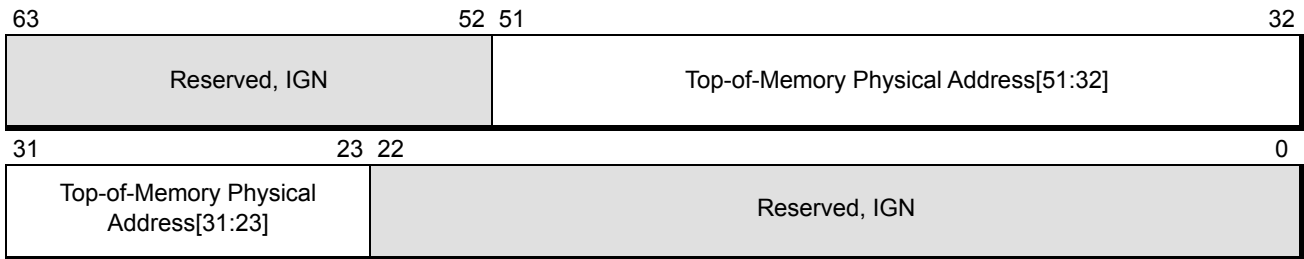 63 52 51 32
Reserved, IGN Top-of-Memory Physical Address[51:32]
31 23 22 0
Top-of-Memory Physical
Address[31:23]
Reserved, IGN